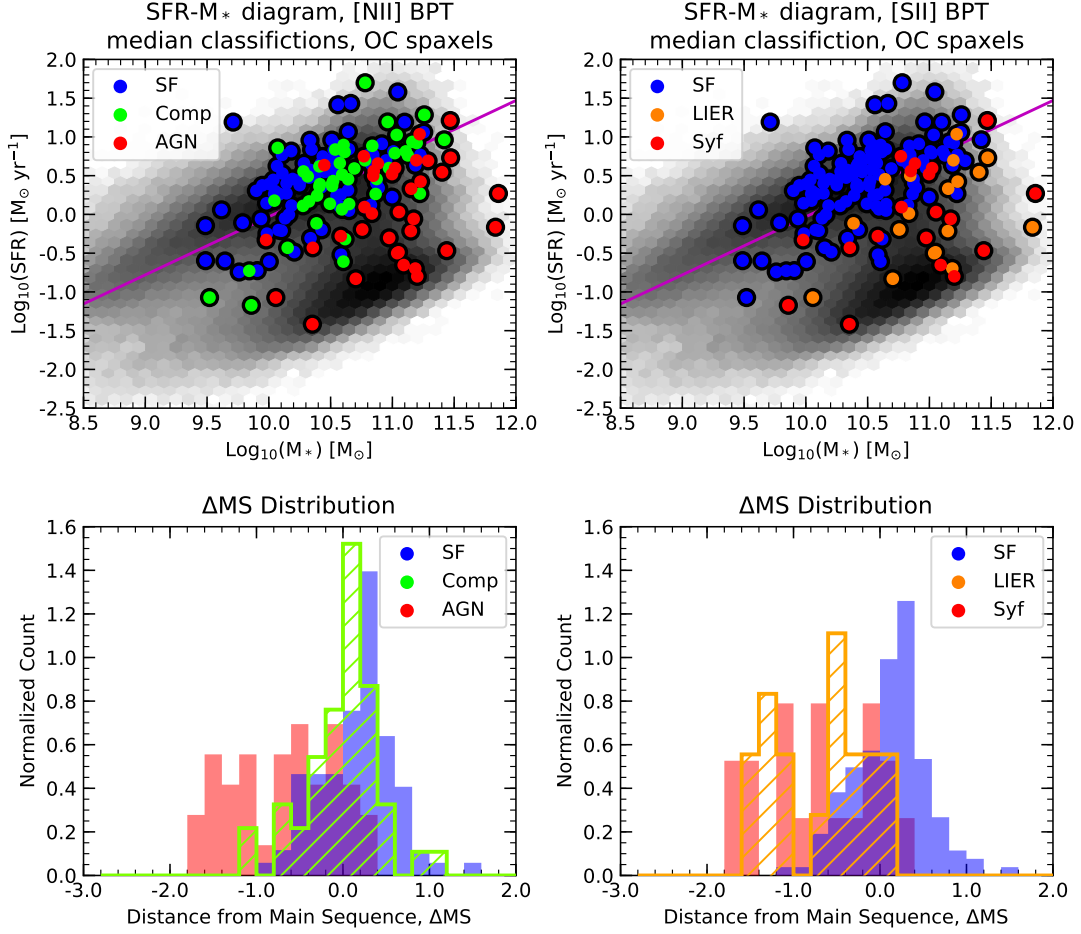 SFR-M* diagram, [NII] BPT
median classifictions, OC spaxels
SF
Comp
AGN
2.0
1.5
1.0
0.5
0.0
-0.5
-1.0
-1.5
-2.0
-2.5
Log10(SFR) [M⊙ yr−1]
8.5 9.0 9.5 10.0 10.5 11.0 11.5 12.0
Log10(M*) [M⊙]
SFR-M* diagram, [SII] BPT
median classifiction, OC spaxels
SF
LIER
Syf
2.0
1.5
1.0
0.5
0.0
-0.5
-1.0
-1.5
-2.0
-2.5
Log10(SFR) [M⊙ yr−1]
8.5 9.0 9.5 10.0 10.5 11.0 11.5 12.0
Log10(M*) [M⊙]
ΔMS Distribution
SF
Comp
AGN
1.6
1.4
1.2
1.0
0.8
0.6
0.4
0.2
0.0
Normalized Count
-3.0 -2.0 -1.0 0.0 1.0 2.0
Distance from Main Sequence, ΔMS
ΔMS Distribution
SF
LIER
Syf
1.6
1.4
1.2
1.0
0.8
0.6
0.4
0.2
0.0
Normalized Count
-3.0 -2.0 -1.0 0.0 1.0 2.0
Distance from Main Sequence, ΔMS